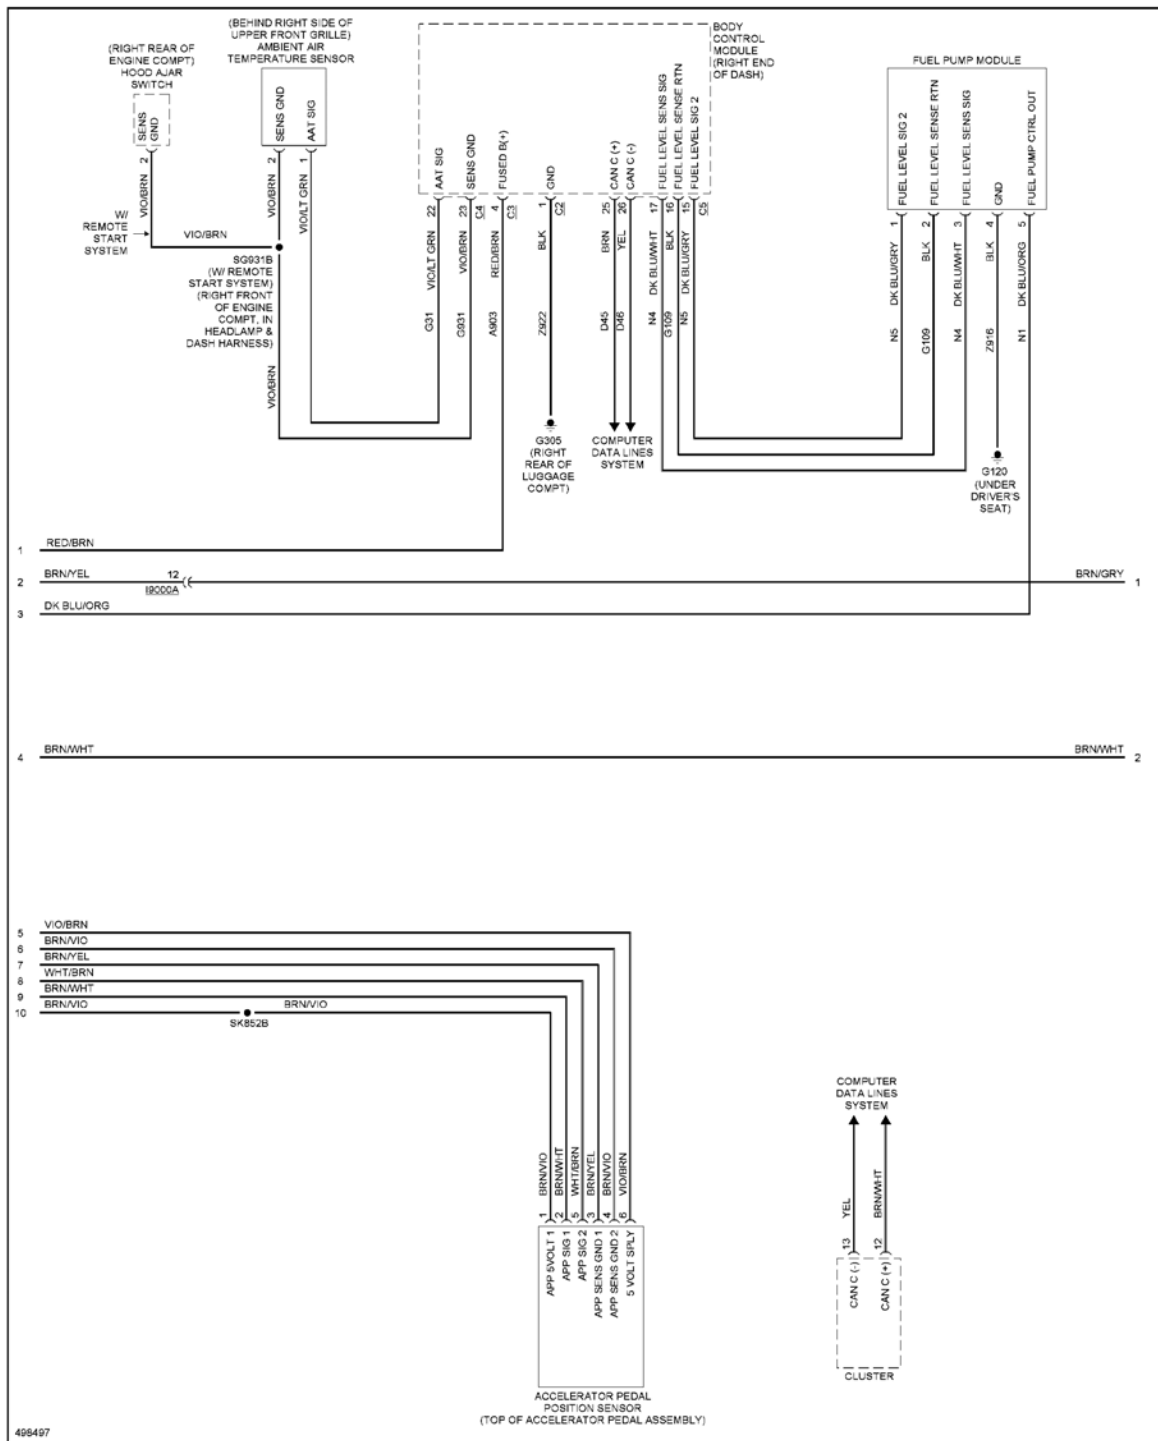 (RIGHT REAR OF
ENGINE COMPT)
HOOD AJAR
SWITCH
SENS
GND
2
VIO/BRN
W/
REMOTE
START
SYSTEM
VIO/BRN
(BEHIND RIGHT SIDE OF
UPPER FRONT GRILLE)
AMBIENT AIR
TEMPERATURE SENSOR
SENS GND
AAT SIG
2
1
VIO/BRN
VIO/LT GRN
SG931B
(W/ REMOTE
START SYSTEM)
(RIGHT FRONT
OF ENGINE
COMPT, IN
HEADLAMP &
DASH HARNESS)
VIO/BRN
BODY
CONTROL
MODULE
(RIGHT END
OF DASH)
AAT SIG
SENS GND
FUSED B(+)
GND
CAN C (+)
CAN C (-)
FUEL LEVEL SENS SIG
FUEL LEVEL SENSE RTN
FUEL LEVEL SIG 2
22
23
C4
4
C3
1
C2
25
26
17
16
15
C5
VIO/LT GRN
VIO/BRN
RED/BRN
BLK
BRN
YEL
DK BLU/WHT
BLK
DK BLU/GRY
G31
G931
A903
Z922
D45
D46
N4
G109
N5
G305
(RIGHT
REAR OF
LUGGAGE
COMPT)
COMPUTER
DATA LINES
SYSTEM
FUEL PUMP MODULE
FUEL LEVEL SIG 2
FUEL LEVEL SENSE RTN
FUEL LEVEL SENS SIG
GND
FUEL PUMP CTRL OUT
1
2
3
4
5
DK BLU/GRY
BLK
DK BLU/WHT
BLK
DK BLU/ORG
N5
G109
N4
Z916
N1
G120
(UNDER
DRIVER'S
SEAT)
1 RED/BRN
2 BRN/YEL 12 BRN/GRY 1
I9000A
3 DK BLU/ORG
4 BRN/WHT BRN/WHT 2
5 VIO/BRN
6 BRN/VIO
7 BRN/YEL
8 WHT/BRN
9 BRN/WHT
10 BRN/VIO BRN/VIO
SK852B
BRN/VIO
BRN/WHT
WHT/BRN
BRN/YEL
BRN/VIO
VIO/BRN
1
2
5
3
4
6
APP 5VOLT 1
APP SIG 1
APP SIG 2
APP SENS GND 1
APP SENS GND 2
5 VOLT SPLY
ACCELERATOR PEDAL
POSITION SENSOR
(TOP OF ACCELERATOR PEDAL ASSEMBLY)
COMPUTER
DATA LINES
SYSTEM
YEL
BRN/WHT
13
12
CAN C (-)
CAN C (+)
CLUSTER
498497